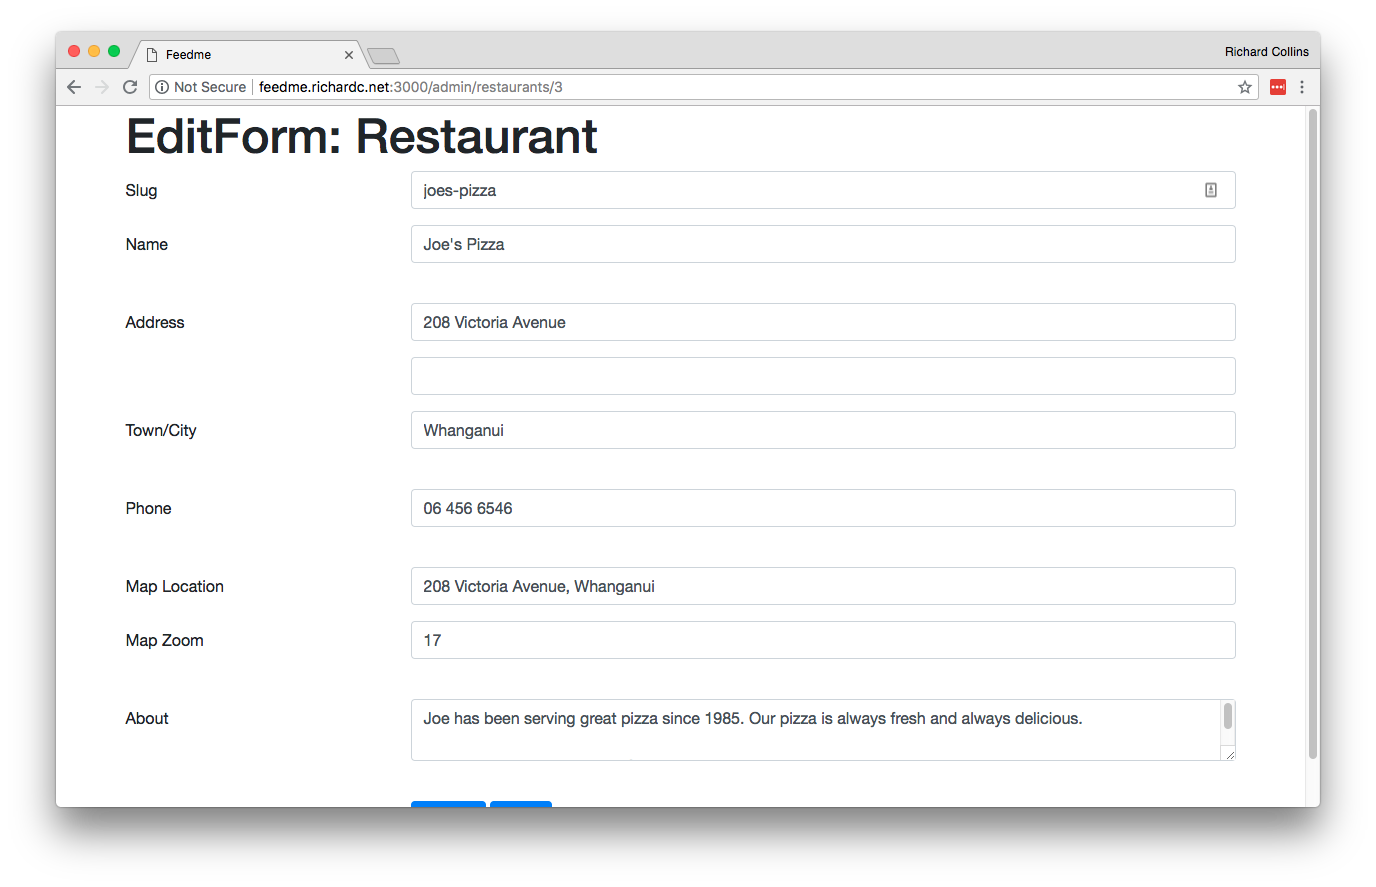 Feedme
Richard Collins
Not Secure feedme.richardc.net:3000/admin/restaurants/3
EditForm: Restaurant
Slug joes-pizza
Name Joe's Pizza
Address 208 Victoria Avenue
Town/City Whanganui
Phone 06 456 6546
Map Location 208 Victoria Avenue, Whanganui
Map Zoom 17
About Joe has been serving great pizza since 1985. Our pizza is always fresh and always delicious.